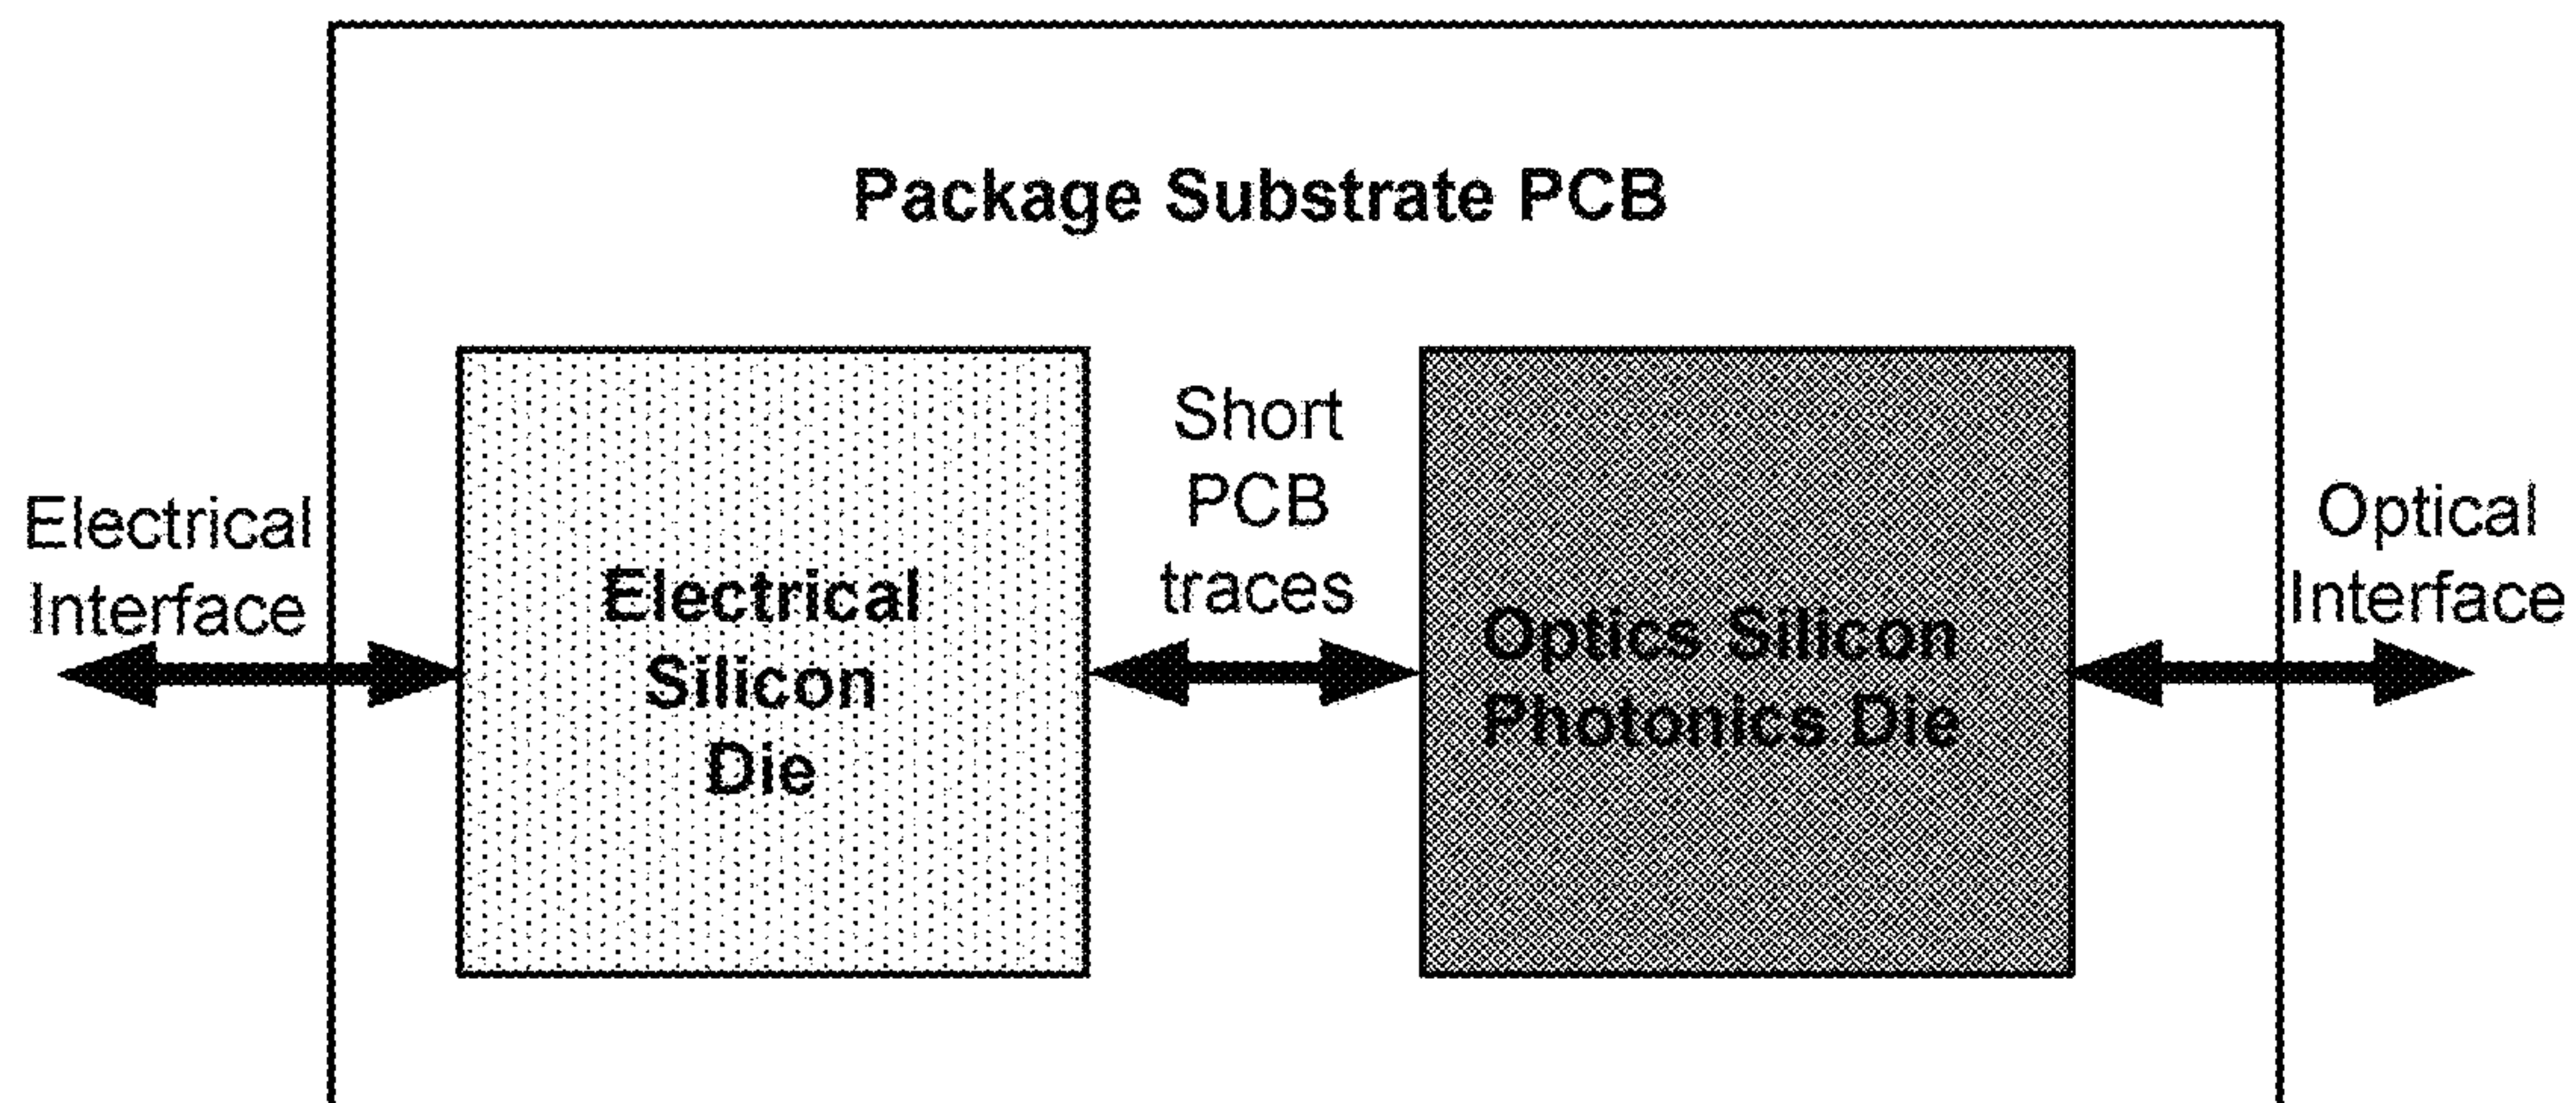 Package Substrate PCB
Electrical
Interface
Electrical
Silicon
Die
Short
PCB
traces
Optics Silicon
Photonics Die
Optical
Interface